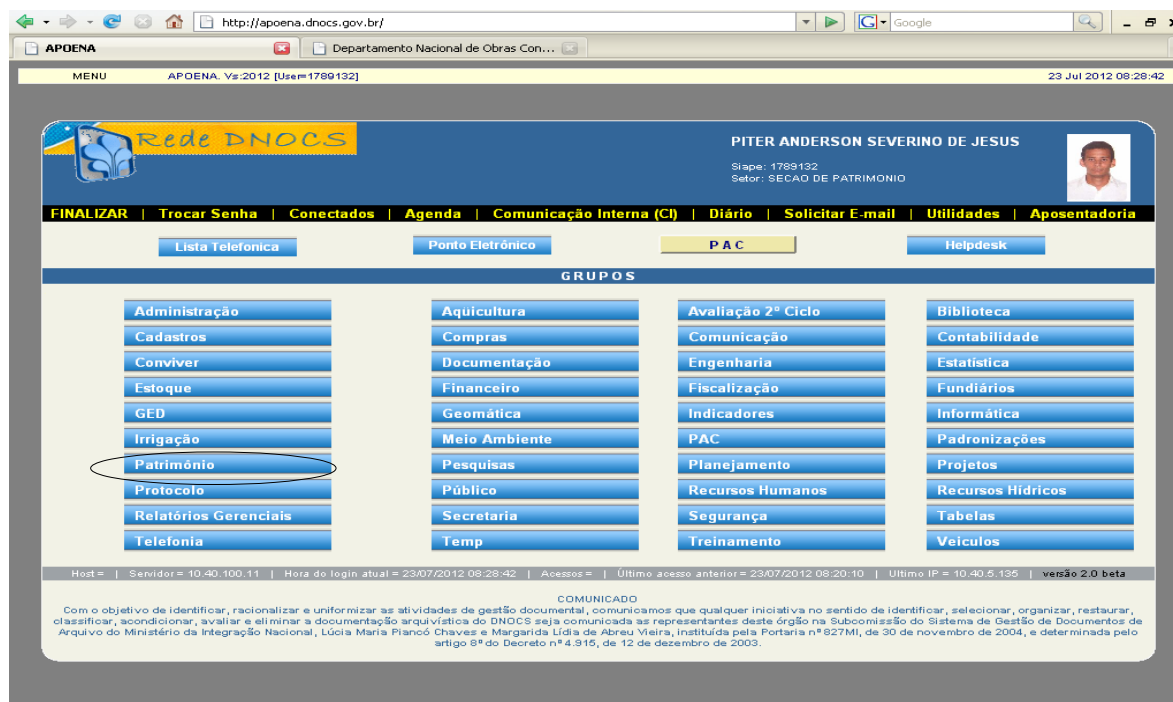 http://apoena.dnocs.gov.br/
Google
APOENA
Departamento Nacional de Obras Con...
MENU APOENA. Vs:2012 [User=1789132] 23 Jul 2012 08:28:42
Rede DNOCS
PITER ANDERSON SEVERINO DE JESUS
Siape: 1789132
Setor: SECAO DE PATRIMONIO
FINALIZAR | Trocar Senha | Conectados | Agenda | Comunicação Interna (CI) | Diário | Solicitar E-mail | Utilidades | Aposentadoria
Lista Telefonica Ponto Eletrônico P A C Helpdesk
GRUPOS
Administração Aquicultura Avaliação 2º Ciclo Biblioteca
Cadastros Compras Comunicação Contabilidade
Conviver Documentação Engenharia Estatística
Estoque Financeiro Fiscalização Fundiários
GED Geomática Indicadores Informática
Irrigação Meio Ambiente PAC Padronizações
Patrimônio Pesquisas Planejamento Projetos
Protocolo Público Recursos Humanos Recursos Hídricos
Relatórios Gerenciais Secretaria Segurança Tabelas
Telefonia Temp Treinamento Veiculos
Host = | Servidor = 10.40.100.11 | Hora do login atual = 23/07/2012 08:28:42 | Acessos = | Último acesso anterior = 23/07/2012 08:20:10 | Ultimo IP = 10.40.5.135 | versão 2.0 beta
COMUNICADO
Com o objetivo de identificar, racionalizar e uniformizar as atividades de gestão documental, comunicamos que qualquer iniciativa no sentido de identificar, selecionar, organizar, restaurar,
classificar, acondicionar, avaliar e eliminar a documentação arquivística do DNOCS seja comunicada as representantes deste órgão na Subcomissão do Sistema de Gestão de Documentos de
Arquivo do Ministério da Integração Nacional, Lúcia Maria Piancó Chaves e Margarida Lídia de Abreu Vieira, instituída pela Portaria nº 827MI, de 30 de novembro de 2004, e determinada pelo
artigo 8º do Decreto nº 4.915, de 12 de dezembro de 2003.